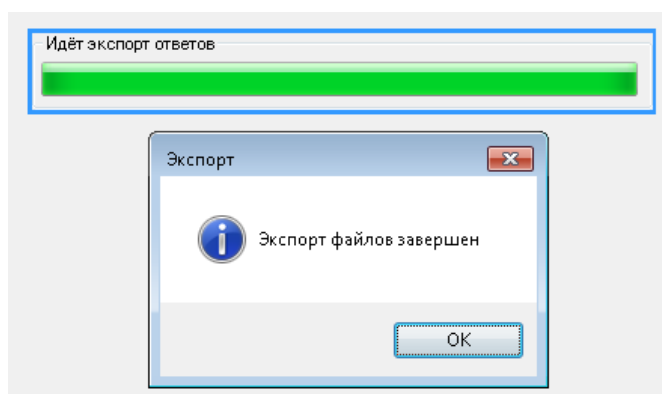 Идёт экспорт ответов
Экспорт
Экспорт файлов завершен
OK